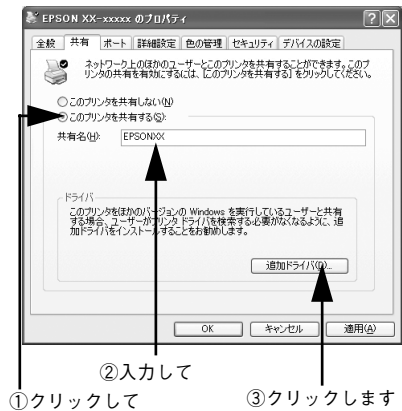 EPSON XX-xxxxx のプロパティ
全般 共有 ポート 詳細設定 色の管理 セキュリティ デバイスの設定
ネットワーク上のほかのユーザーとこのプリンタを共有することができます。このプ
リンタの共有を有効にするには、[このプリンタを共有する] をクリックしてください。
このプリンタを共有しない(N)
このプリンタを共有する(S):
共有名(H): EPSONXX
ドライバ
このプリンタをほかのバージョンの Windows を実行しているユーザーと共有
する場合、ユーザーがプリンタ ドライバを検索する必要がなくなるように、追
加ドライバをインストールすることをお勧めします。
追加ドライバ(D)...
OK キャンセル 適用(A)
②入力して
①クリックして ③クリックします